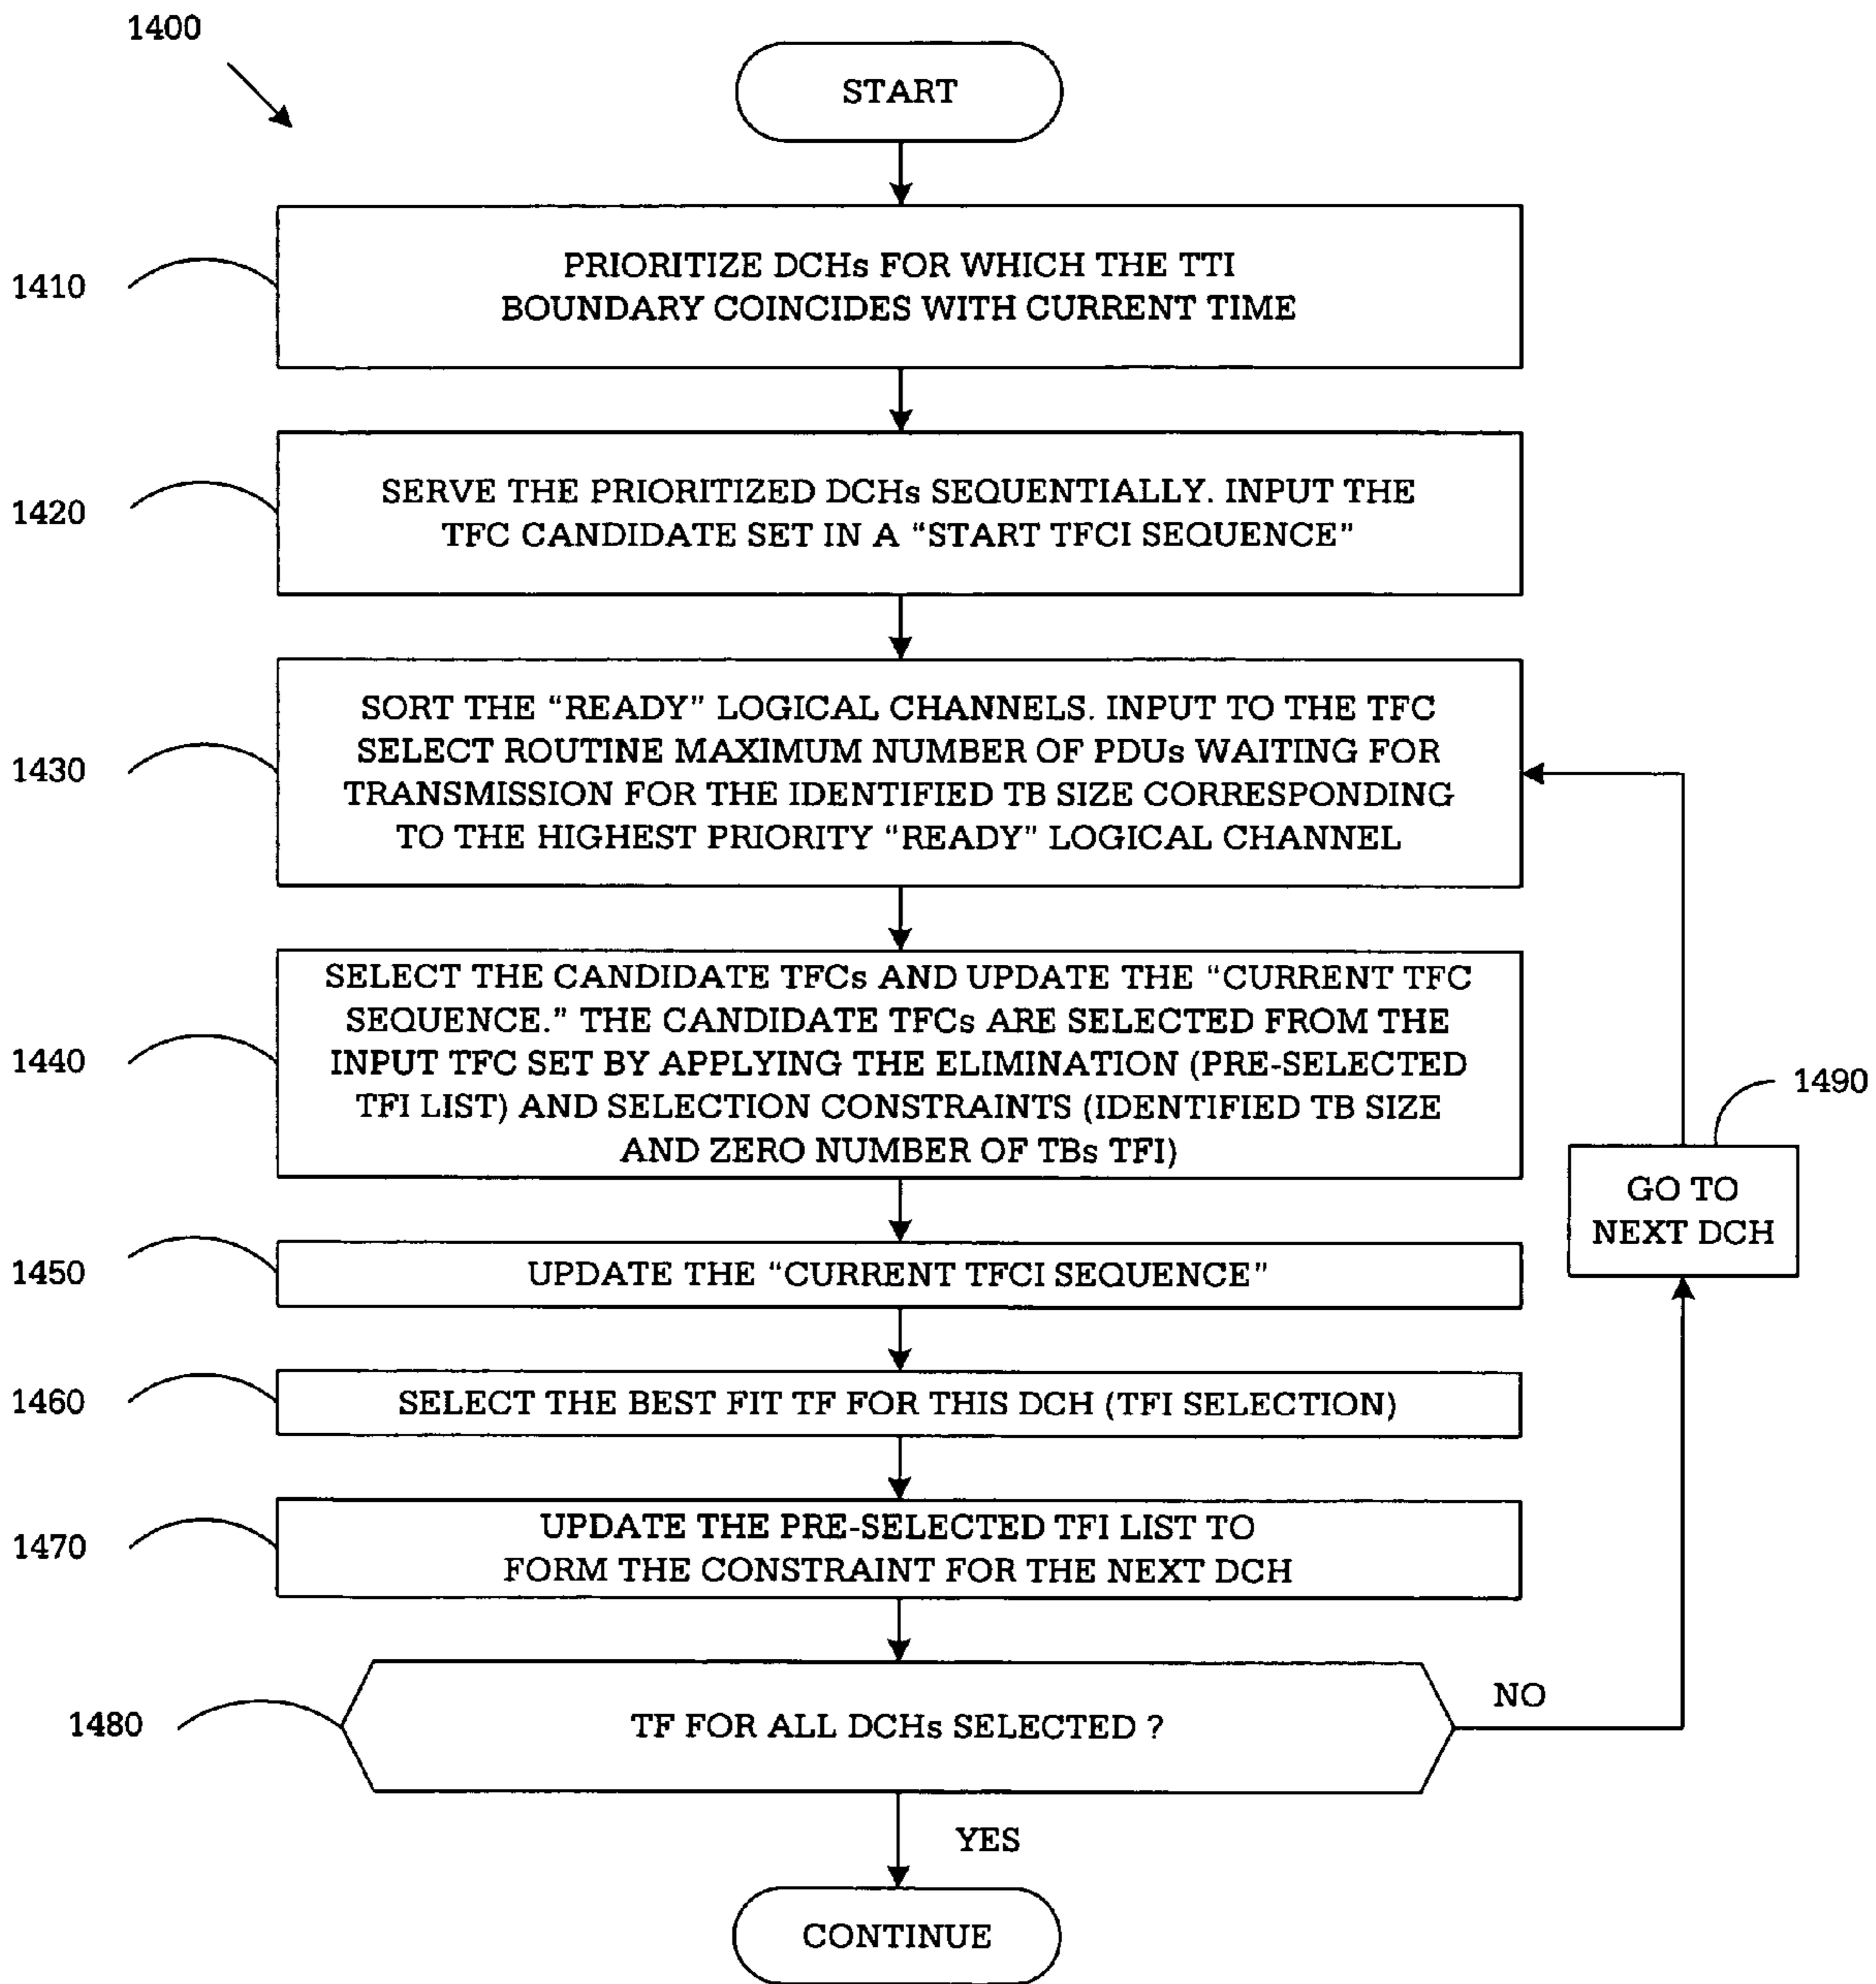 1400
START
1410
PRIORITIZE DCHs FOR WHICH THE TTI
BOUNDARY COINCIDES WITH CURRENT TIME
1420
SERVE THE PRIORITIZED DCHs SEQUENTIALLY. INPUT THE
TFC CANDIDATE SET IN A “START TFCI SEQUENCE”
1430
SORT THE “READY” LOGICAL CHANNELS. INPUT TO THE TFC
SELECT ROUTINE MAXIMUM NUMBER OF PDUs WAITING FOR
TRANSMISSION FOR THE IDENTIFIED TB SIZE CORRESPONDING
TO THE HIGHEST PRIORITY “READY” LOGICAL CHANNEL
1440
SELECT THE CANDIDATE TFCs AND UPDATE THE “CURRENT TFC
SEQUENCE.” THE CANDIDATE TFCs ARE SELECTED FROM THE
INPUT TFC SET BY APPLYING THE ELIMINATION (PRE-SELECTED
TFI LIST) AND SELECTION CONSTRAINTS (IDENTIFIED TB SIZE
AND ZERO NUMBER OF TBs TFI)
1490
GO TO
NEXT DCH
1450
UPDATE THE “CURRENT TFCI SEQUENCE”
1460
SELECT THE BEST FIT TF FOR THIS DCH (TFI SELECTION)
1470
UPDATE THE PRE-SELECTED TFI LIST TO
FORM THE CONSTRAINT FOR THE NEXT DCH
1480
TF FOR ALL DCHs SELECTED ?
NO
YES
CONTINUE